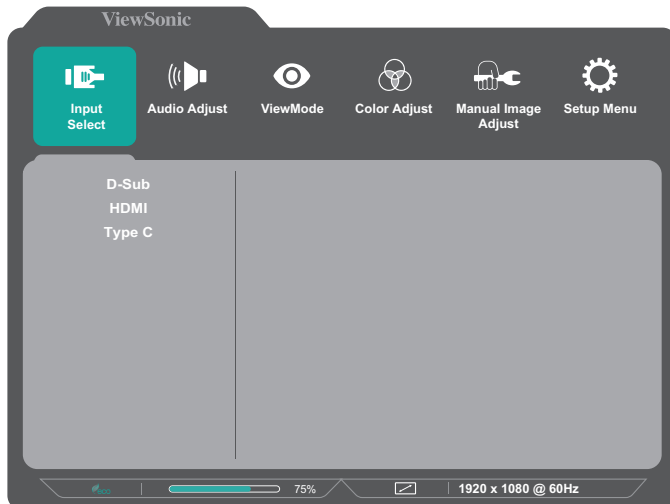 ViewSonic
Input
Select
Audio Adjust
ViewMode
Color Adjust
Manual Image
Adjust
Setup Menu
D-Sub
HDMI
Type C
eco
75%
1920 x 1080 @ 60Hz